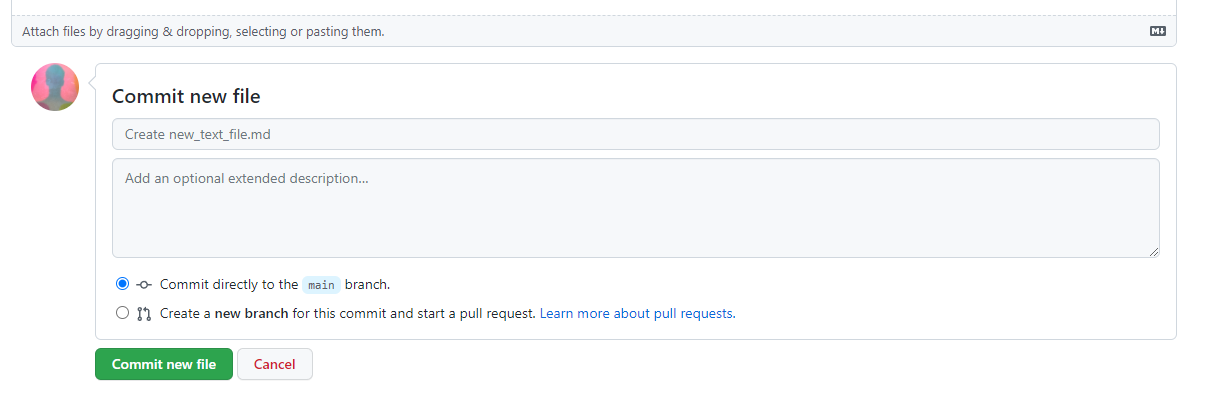 Attach files by dragging & dropping, selecting or pasting them.
M↓
Commit new file
Create new_text_file.md
Add an optional extended description…
Commit directly to the main branch.
Create a new branch for this commit and start a pull request. Learn more about pull requests.
Commit new file Cancel